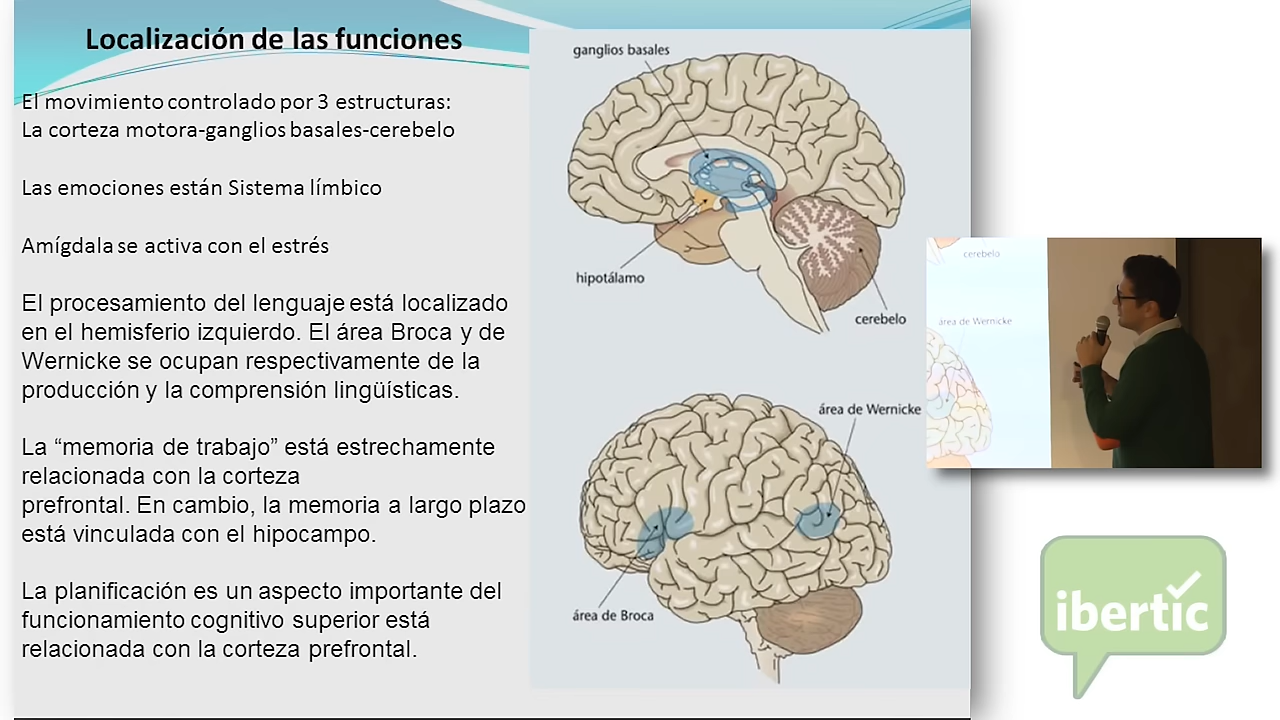 Localización de las funciones
El movimiento controlado por 3 estructuras:
La corteza motora-ganglios basales-cerebelo
Las emociones están Sistema límbico
Amígdala se activa con el estrés
El procesamiento del lenguaje está localizado
en el hemisferio izquierdo. El área Broca y de
Wernicke se ocupan respectivamente de la
producción y la comprensión lingüísticas.
La “memoria de trabajo” está estrechamente
relacionada con la corteza
prefrontal. En cambio, la memoria a largo plazo
está vinculada con el hipocampo.
La planificación es un aspecto importante del
funcionamiento cognitivo superior está
relacionada con la corteza prefrontal.
ganglios basales
hipotálamo
cerebelo
área de Wernicke
área de Broca
cerebelo
área de Wernicke
ibertic